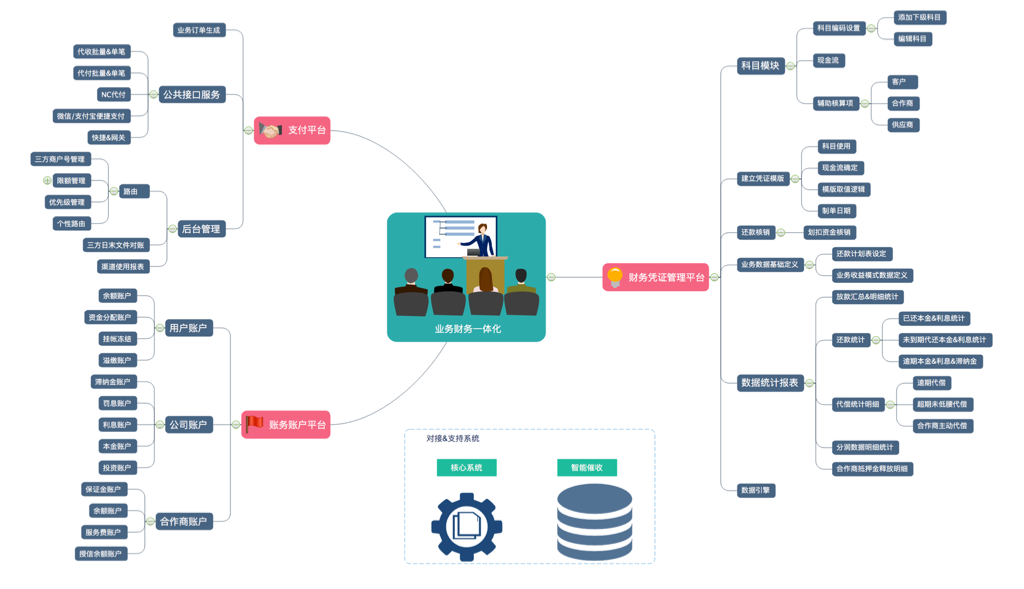 业务财务一体化
支付平台
业务订单生成
公共接口服务
代收批量&单笔
代付批量&单笔
NC代付
微信/支付宝便捷支付
快捷&网关
后台管理
路由
三方商户号管理
限额管理
优先级管理
个性路由
三方日末文件对账
渠道使用报表
账务账户平台
用户账户
余额账户
资金分配账户
挂帐冻结
溢缴账户
公司账户
滞纳金账户
罚息账户
利息账户
本金账户
投资账户
合作商账户
保证金账户
余额账户
服务费账户
授信余额账户
财务凭证管理平台
科目模块
科目编码设置
添加下级科目
编辑科目
现金流
辅助核算项
客户
合作商
供应商
建立凭证模版
科目使用
现金流确定
模版取值逻辑
制单日期
还款核销
划扣资金核销
业务数据基础定义
还款计划表设定
业务收益模式数据定义
数据统计报表
放款汇总&明细统计
还款统计
已还本金&利息统计
未到期代还本金&利息统计
逾期本金&利息&滞纳金
代偿统计明细
逾期代偿
超期未低腰代偿
合作商主动代偿
分润数据明细统计
合作商抵押金释放明细
数据引擎
对接&支持系统
核心系统
智能催收